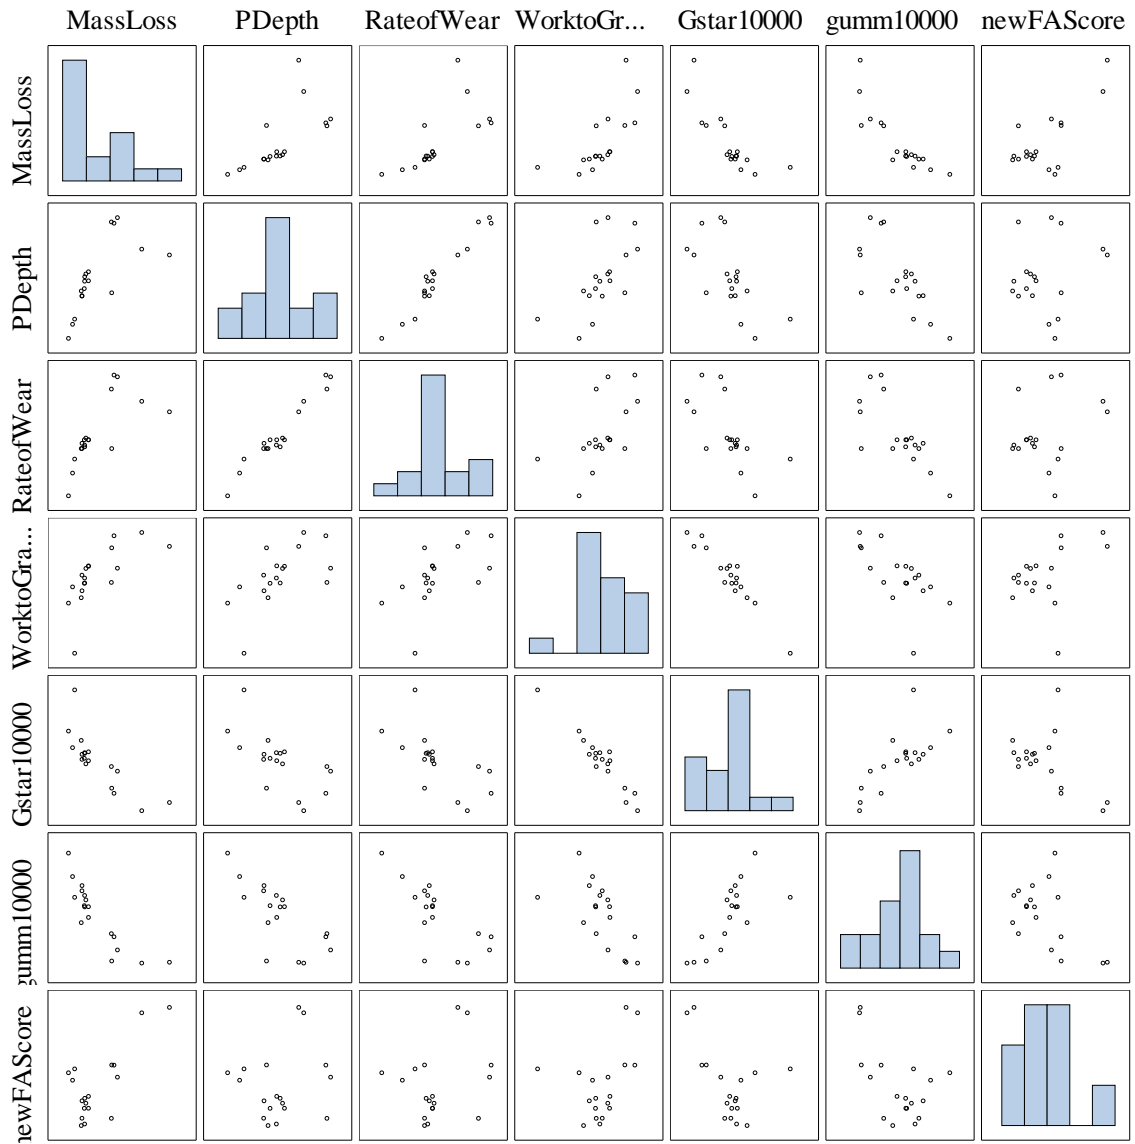 MassLoss PDepth RateofWear WorktoGr... Gstar10000 gumm10000 newFAScore
MassLoss
PDepth
RateofWear
WorktoGra...
Gstar10000
gumm10000
newFAScore